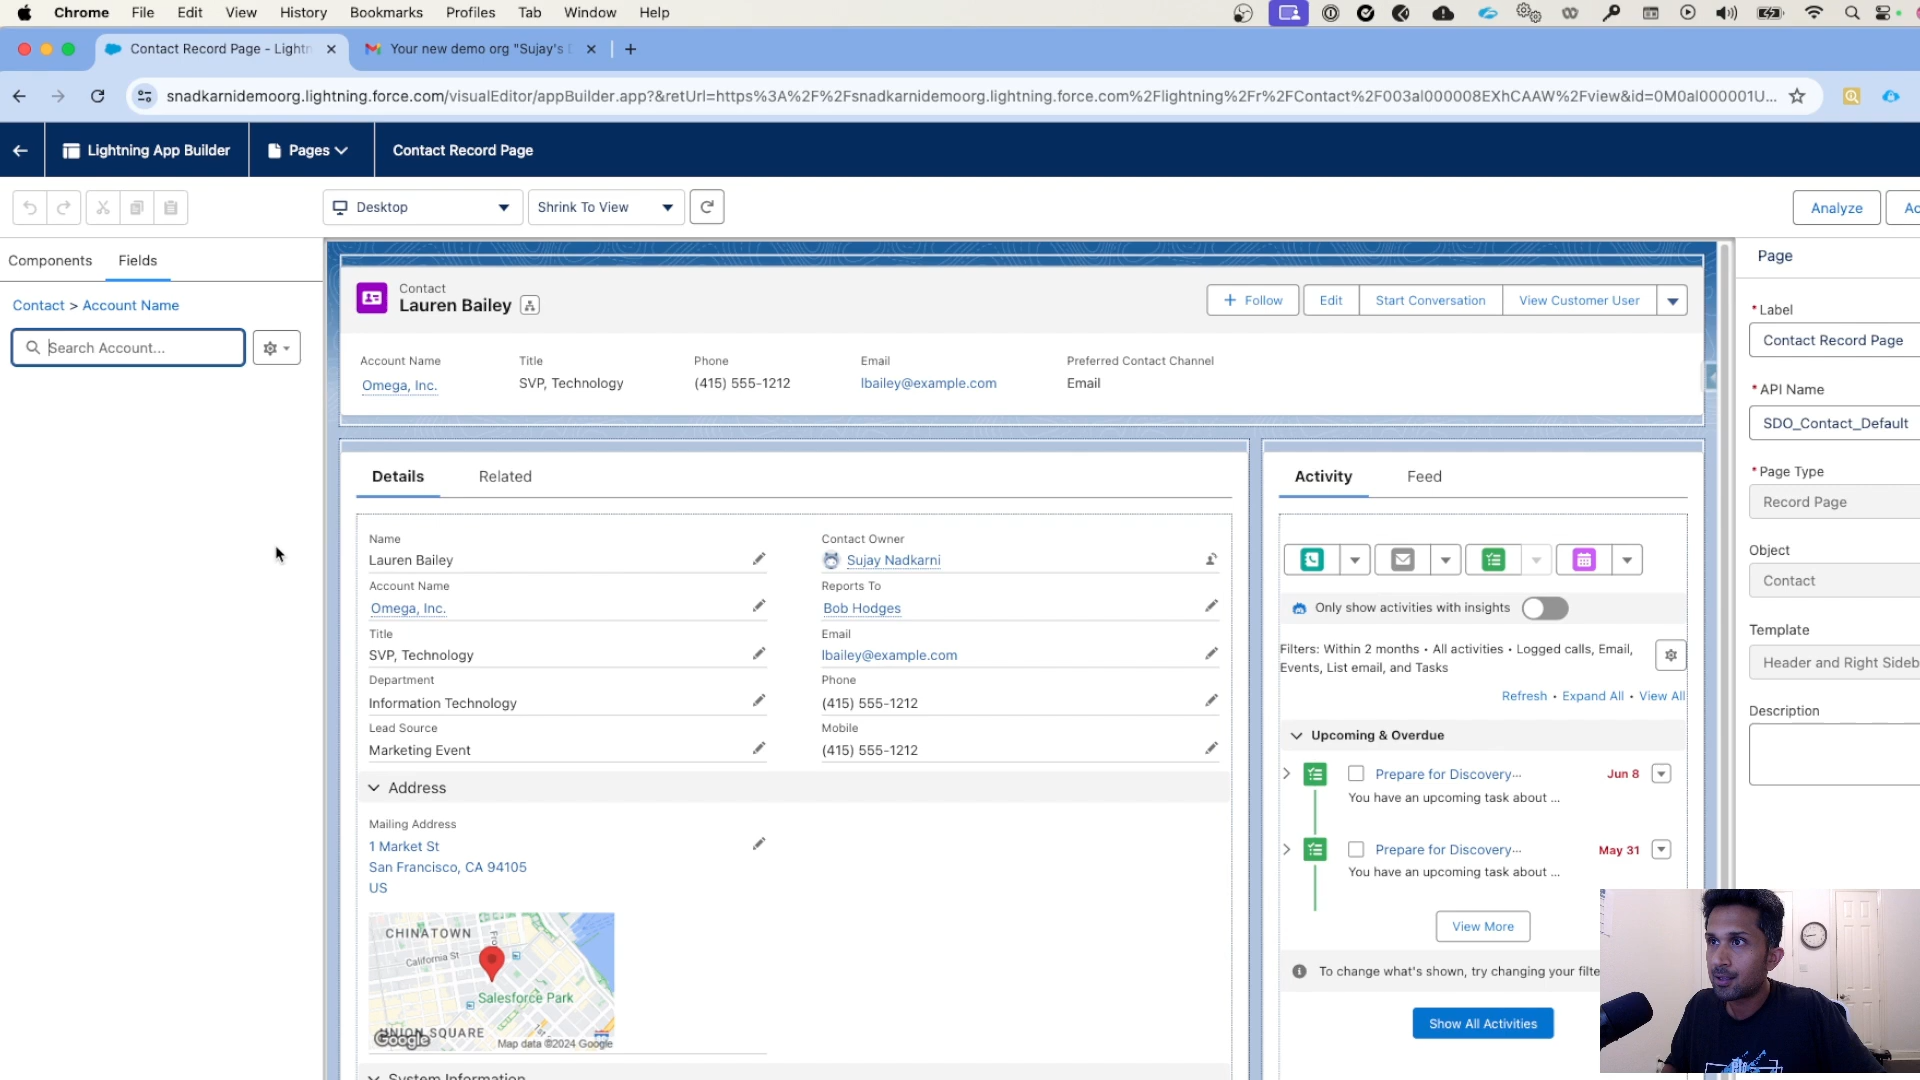 Chrome File Edit View History Bookmarks Profiles Tab Window Help
Contact Record Page - Lightn
Your new demo org "Sujay's
snadkarnidemoorg.lightning.force.com/visualEditor/appBuilder.app?&retUrl=https%3A%2F%2Fsnadkarnidemoorg.lightning.force.com%2Flightning%2Fr%2FContact%2F003al000008EXhCAAW%2Fview&id=0M0al000001U...
Lightning App Builder
Pages
Contact Record Page
Desktop
Shrink To View
Analyze
Ac
Components
Fields
Contact > Account Name
Search Account...
Contact
Lauren Bailey
+ Follow
Edit
Start Conversation
View Customer User
Account Name
Omega, Inc.
Title
SVP, Technology
Phone
(415) 555-1212
Email
lbailey@example.com
Preferred Contact Channel
Email
Details
Related
Name
Lauren Bailey
Account Name
Omega, Inc.
Title
SVP, Technology
Department
Information Technology
Lead Source
Marketing Event
Contact Owner
Sujay Nadkarni
Reports To
Bob Hodges
Email
lbailey@example.com
Phone
(415) 555-1212
Mobile
(415) 555-1212
Address
Mailing Address
1 Market St
San Francisco, CA 94105
US
CHINATOWN
California St
Fro
Salesforce Park
UNION SQUARE
Google
Map data ©2024 Google
System Information
Activity
Feed
Only show activities with insights
Filters: Within 2 months • All activities • Logged calls, Email,
Events, List email, and Tasks
Refresh • Expand All • View All
Upcoming & Overdue
Prepare for Discovery...
Jun 8
You have an upcoming task about ...
Prepare for Discovery...
May 31
You have an upcoming task about ...
View More
To change what's shown, try changing your filte
Show All Activities
Page
* Label
Contact Record Page
* API Name
SDO_Contact_Default
* Page Type
Record Page
Object
Contact
Template
Header and Right Sideb
Description